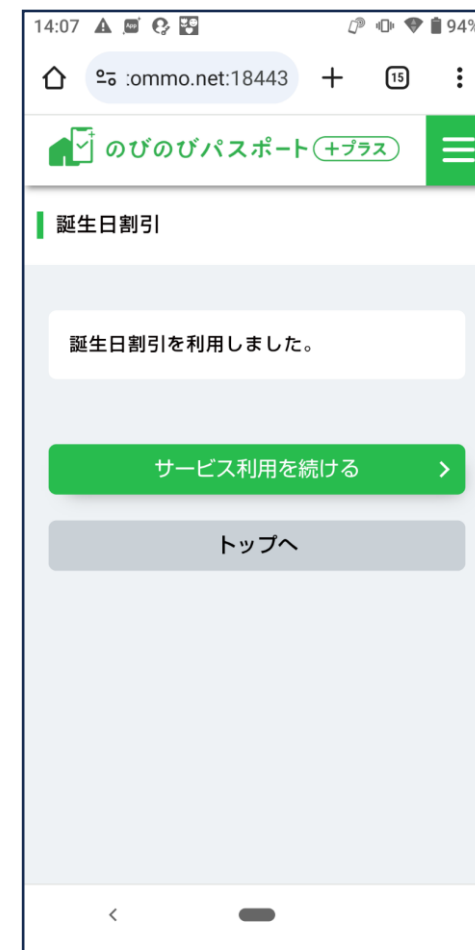 14:07 94%
:ommo.net:18443 15
のびのびパスポート +プラス
誕生日割引
誕生日割引を利用しました。
サービス利用を続ける
トップへ